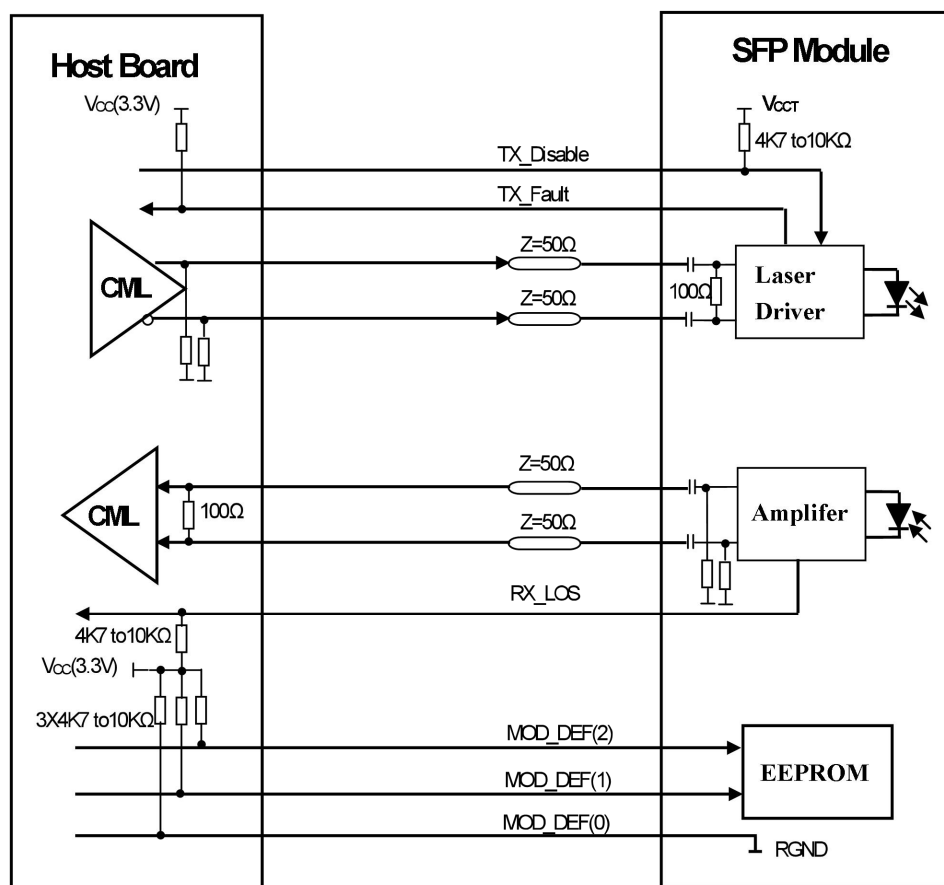 Host Board
SFP Module
VCC(3.3V)
VCCT
4K7 to10KΩ
TX_Disable
TX_Fault
Z=50Ω
CML
100Ω
Laser
Driver
Z=50Ω
Z=50Ω
CML
100Ω
Amplifer
Z=50Ω
RX_LOS
4K7 to10KΩ
VCC(3.3V)
3X4K7 to10KΩ
MOD_DEF(2)
EEPROM
MOD_DEF(1)
MOD_DEF(0)
RGND